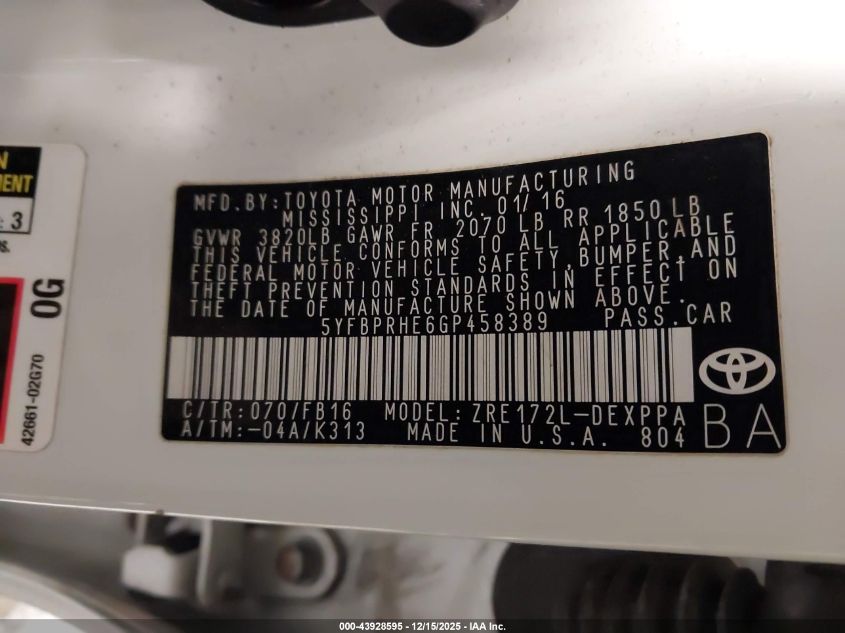 N
MENT
: 3
OG
42661-02G70
MFD.BY:TOYOTA MOTOR MANUFACTURING
MISSISSIPPI INC. 01/16
GVWR 3820LB GAWR FR 2070 LB RR 1850 LB
THIS VEHICLE CONFORMS TO ALL APPLICABLE
FEDERAL MOTOR VEHICLE SAFETY,BUMPER,AND
THEFT PREVENTION STANDARDS IN EFFECT ON
THE DATE OF MANUFACTURE SHOWN ABOVE.
5YFBPRHE6GP458389 PASS.CAR
C/TR: 070/FB16 MODEL: ZRE172L-DEXPPA
A/TM:-04A/K313 MADE IN U.S.A. 804
BA
000-43928595 - 12/15/2025 - IAA Inc.